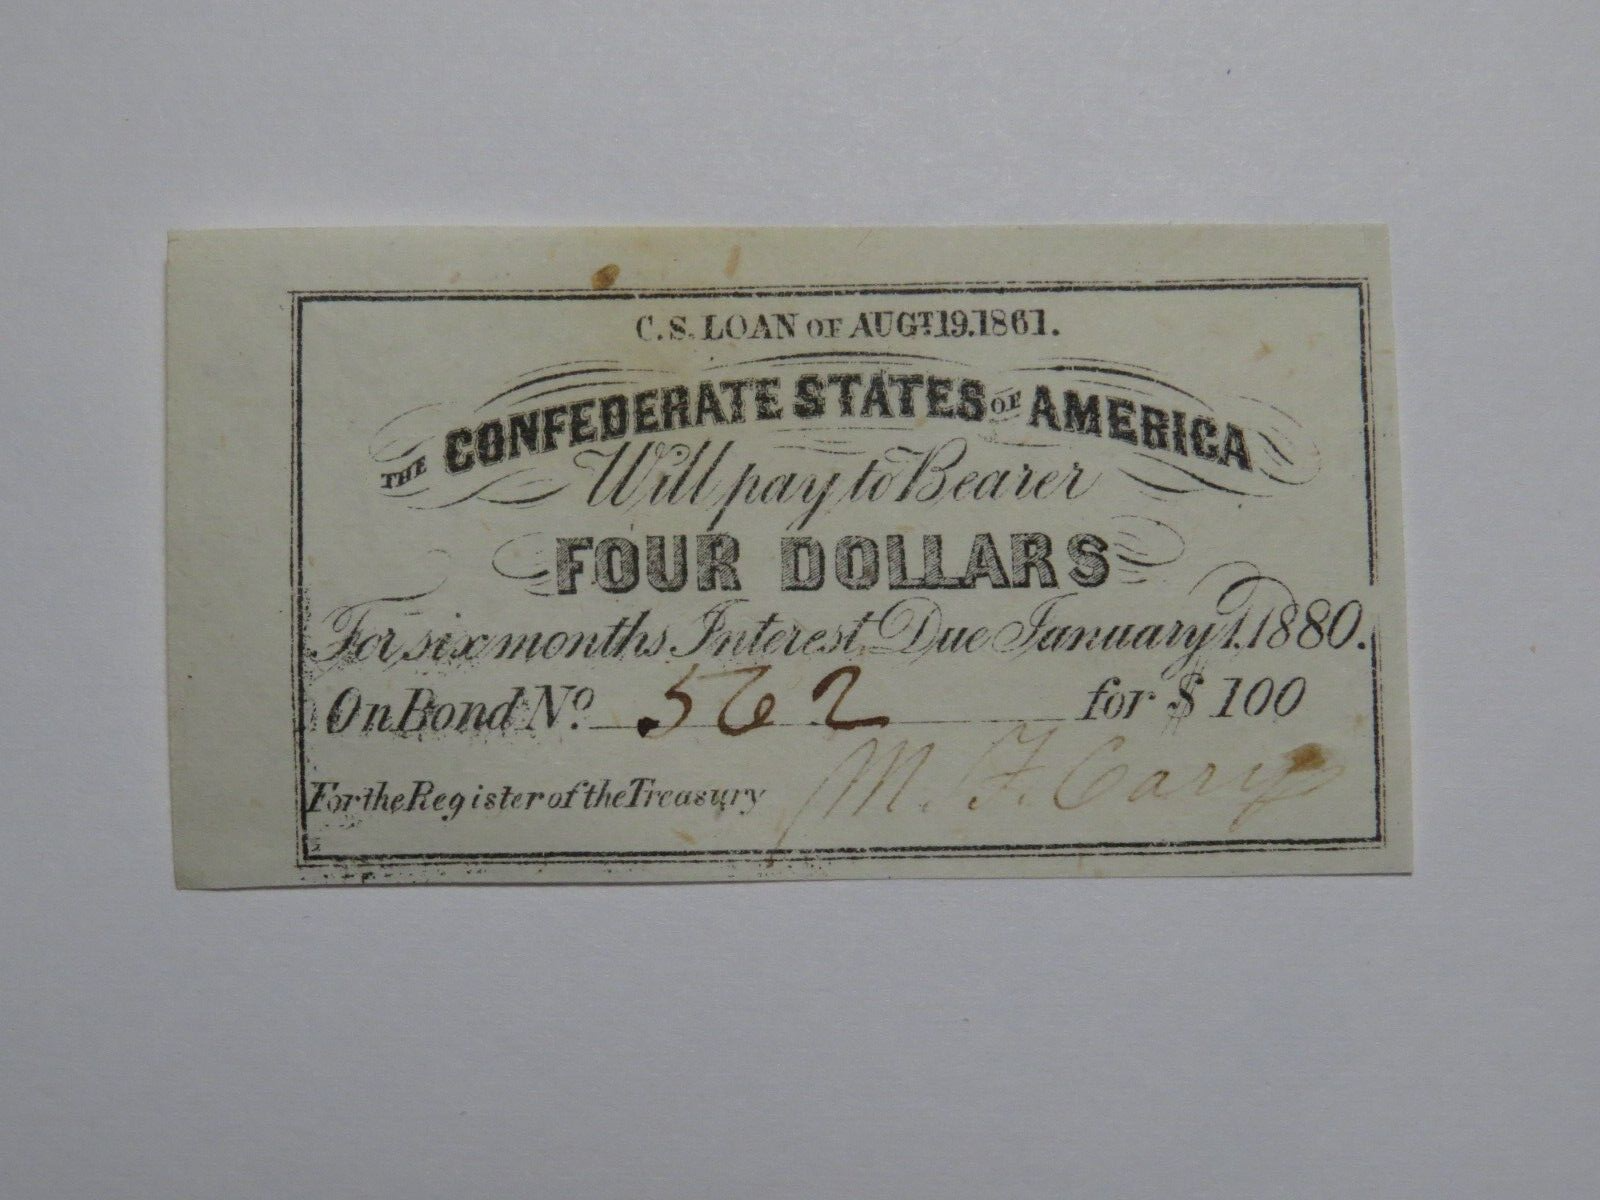 C. S. LOAN OF AUGT. 19. 1861.
THE CONFEDERATE STATES OF AMERICA
Will pay to Bearer
FOUR DOLLARS
For six months Interest Due January 1. 1880.
On Bond No. 562 for $ 100
For the Register of the Treasury M. F. Cary